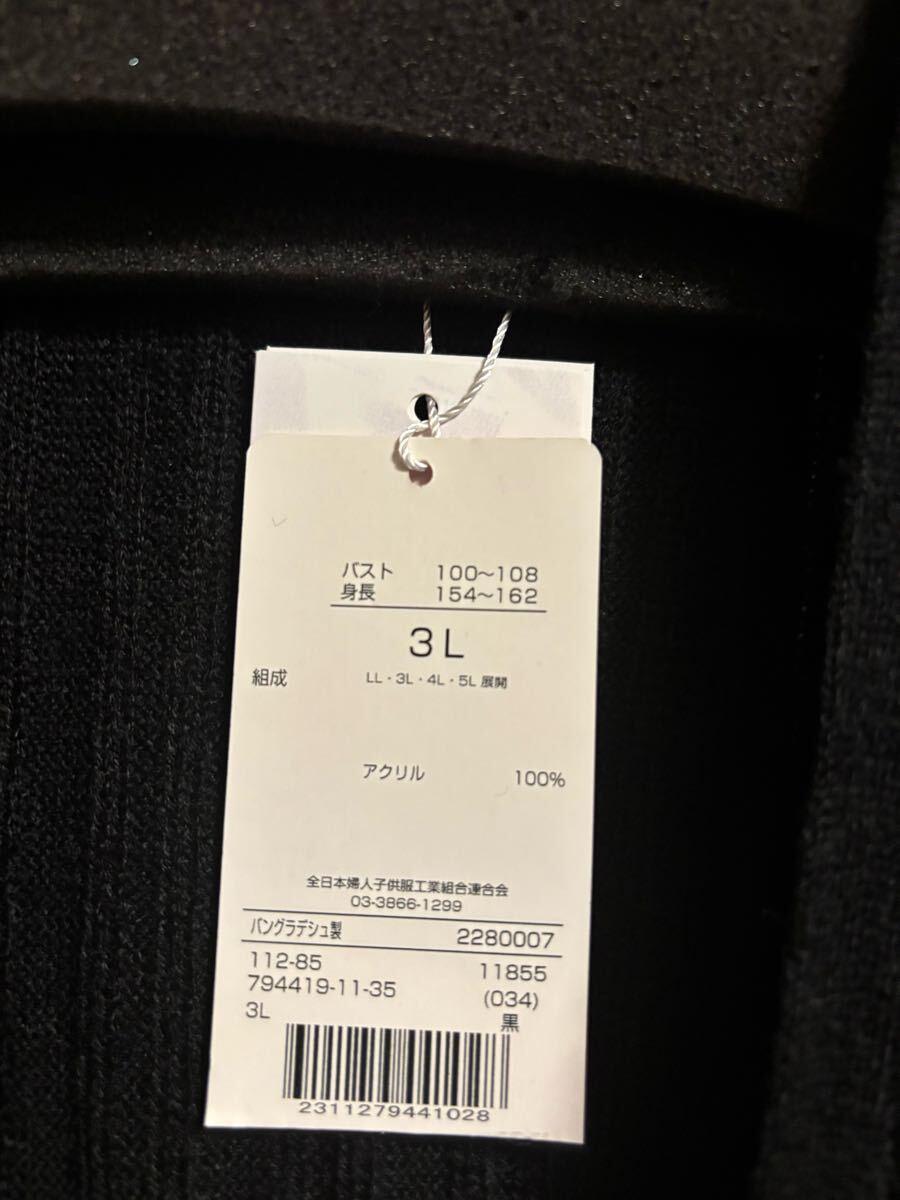 バスト 100～108
身長 154～162
3L
LL・3L・4L・5L 展開
組成
アクリル 100%
全日本婦人子供服工業組合連合会
03-3866-1299
バングラデシュ製 2280007
112-85 11855
794419-11-35 (034)
3L 黒
2311279441028